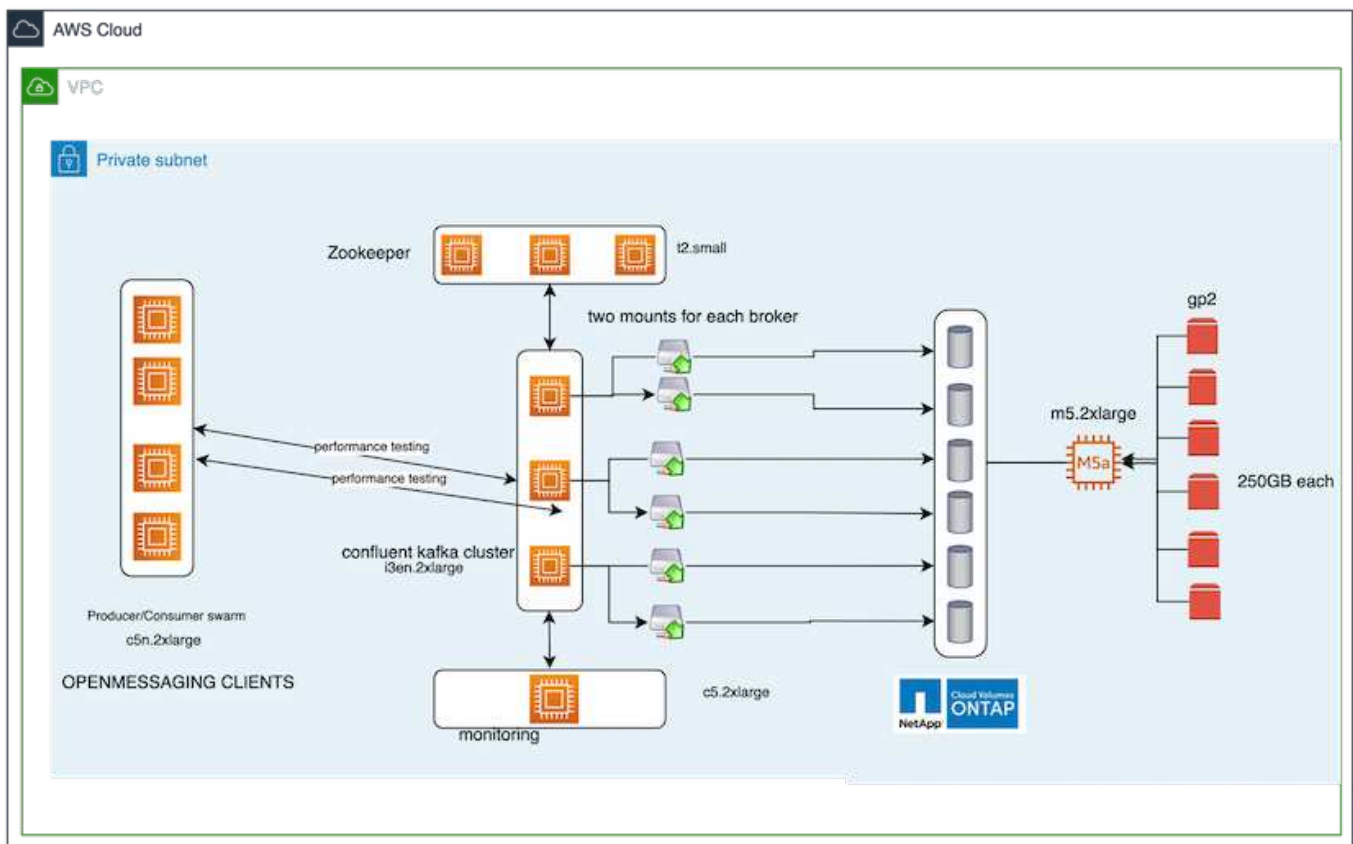 AWS Cloud
VPC
Private subnet
Zookeeper
t2.small
two mounts for each broker
gp2
m5.2xlarge
M5a
250GB each
performance testing
performance testing
confluent kafka cluster
i3en.2xlarge
Producer/Consumer swarm
c5n.2xlarge
OPENMESSAGING CLIENTS
c5.2xlarge
monitoring
NetApp
Cloud Volumes
ONTAP